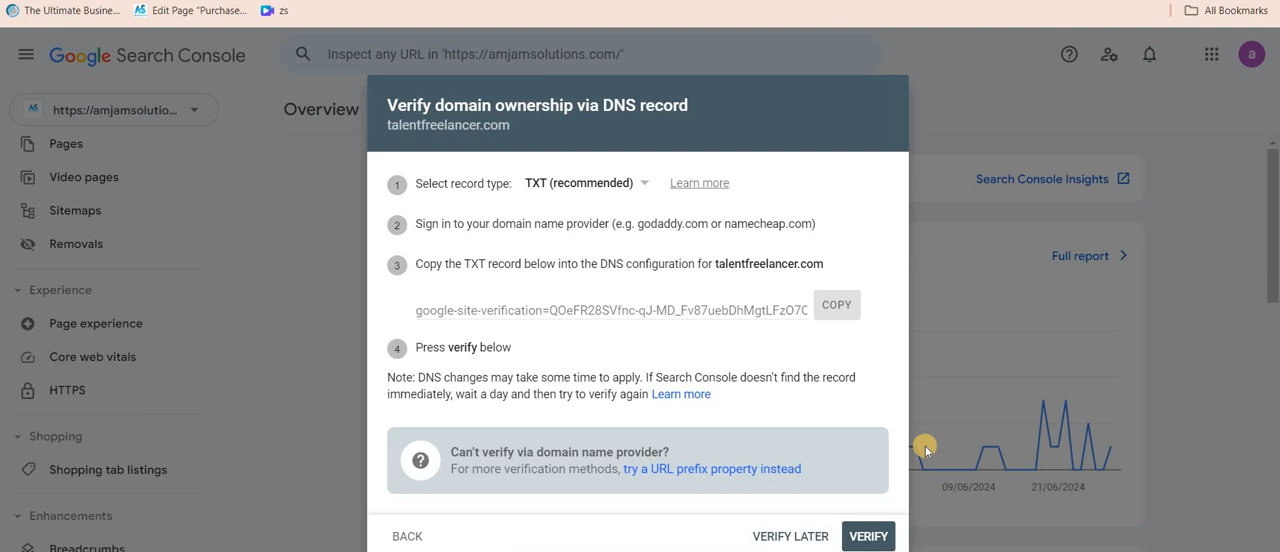 The Ultimate Busine...
Edit Page "Purchase...
zs
All Bookmarks
Google Search Console
Inspect any URL in 'https://amjamsolutions.com/'
a
AS
https://amjamsolutio...
Overview
Pages
Video pages
Sitemaps
Removals
Experience
Page experience
Core web vitals
HTTPS
Shopping
Shopping tab listings
Enhancements
Breadcrumbs
Verify domain ownership via DNS record
talentfreelancer.com
1 Select record type: TXT (recommended) Learn more
2 Sign in to your domain name provider (e.g. godaddy.com or namecheap.com)
3 Copy the TXT record below into the DNS configuration for talentfreelancer.com
google-site-verification=QOeFR28SVfnc-qJ-MD_Fv87uebDhMgtLFzO7C
COPY
4 Press verify below
Note: DNS changes may take some time to apply. If Search Console doesn't find the record
immediately, wait a day and then try to verify again Learn more
Can't verify via domain name provider?
For more verification methods, try a URL prefix property instead
BACK
VERIFY LATER
VERIFY
Search Console Insights
Full report
09/06/2024
21/06/2024